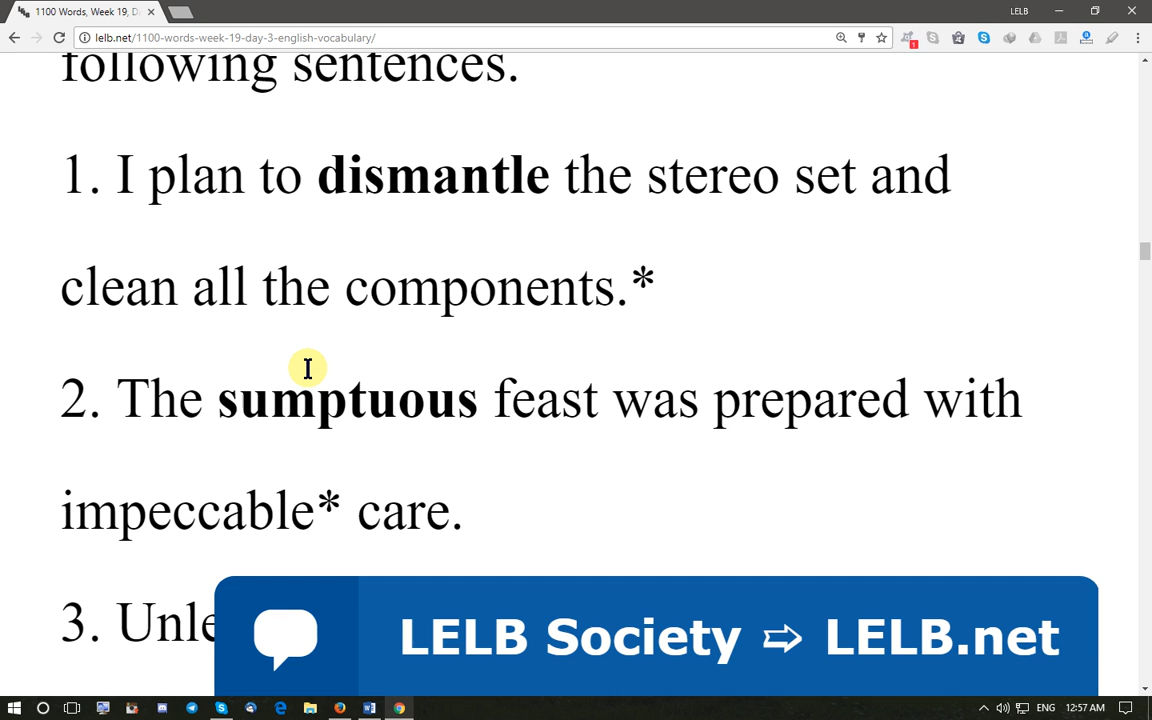 1100 Words, Week 19, D
LELB
lelb.net/1100-words-week-19-day-3-english-vocabulary/
1
following sentences.
1. I plan to dismantle the stereo set and
clean all the components.*
2. The sumptuous feast was prepared with
impeccable* care.
3. Unle
LELB Society ⇨ LELB.net
ENG 12:57 AM